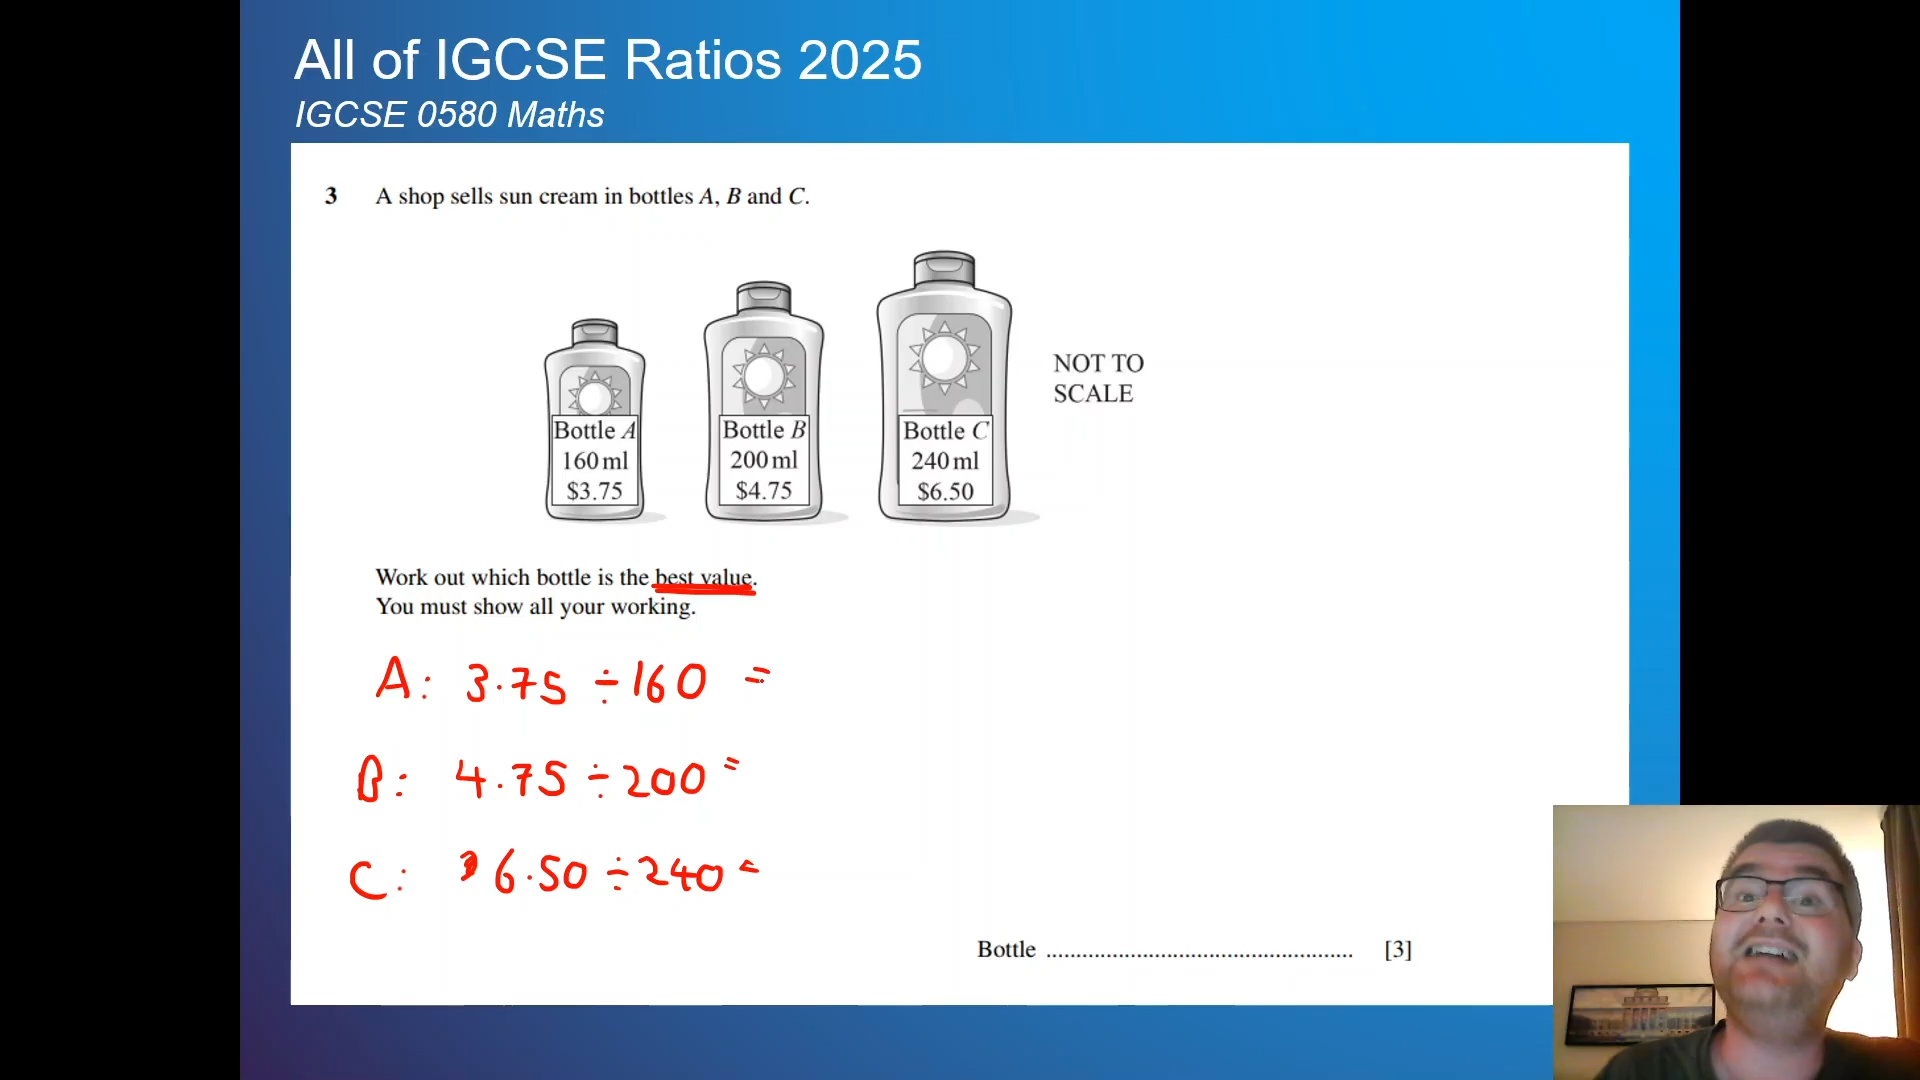 All of IGCSE Ratios 2025
IGCSE 0580 Maths
3 A shop sells sun cream in bottles A, B and C.
Bottle A
160 ml
$3.75
Bottle B
200 ml
$4.75
Bottle C
240 ml
$6.50
NOT TO
SCALE
Work out which bottle is the best value.
You must show all your working.
A: 3.75 ÷ 160 =
B: 4.75 ÷ 200 =
C: 6.50 ÷ 240 =
Bottle .................................................... [3]